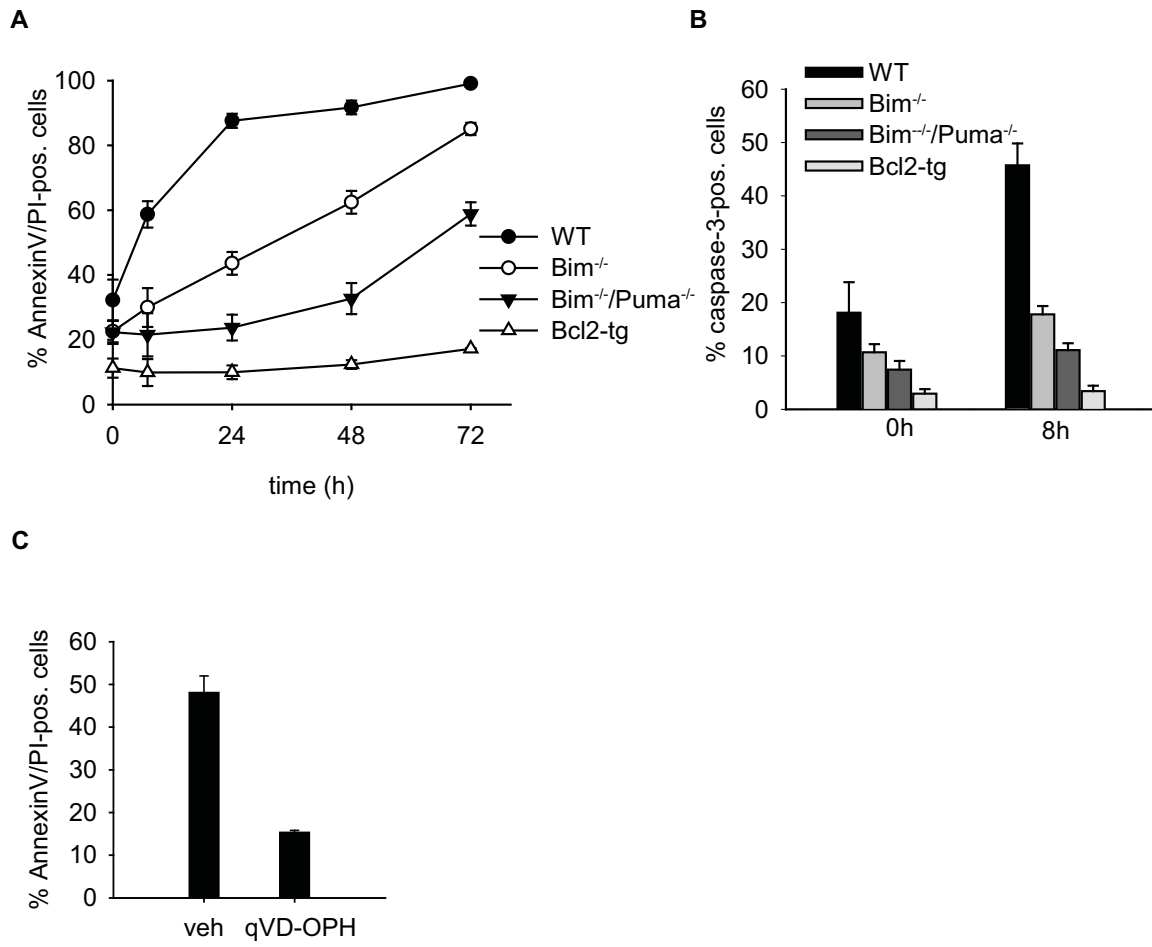 A
% AnnexinV/PI-pos. cells
100
80
60
40
20
0
0 24 48 72
time (h)
WT
Bim-/-
Bim-/-/Puma-/-
Bcl2-tg
B
% caspase-3-pos. cells
60
50
40
30
20
10
0
0h 8h
WT
Bim-/-
Bim--/-/Puma-/-
Bcl2-tg
C
% AnnexinV/PI-pos. cells
60
50
40
30
20
10
0
veh qVD-OPH